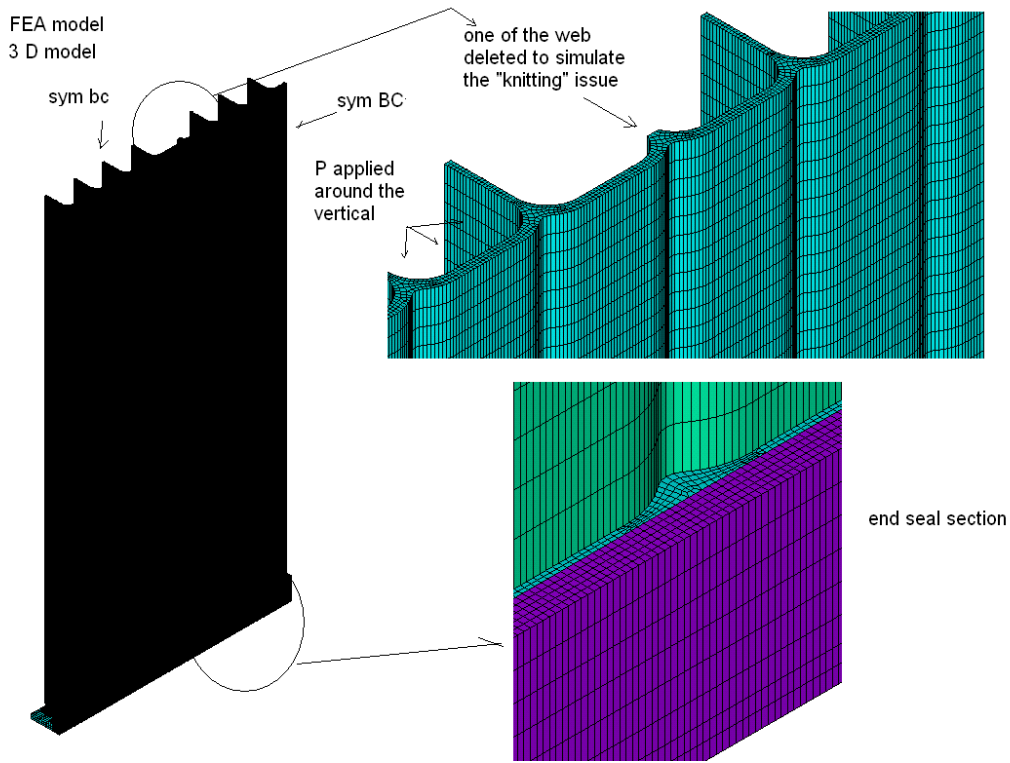 FEA model
3 D model
sym bc
sym BC
one of the web
deleted to simulate
the "knitting" issue
P applied
around the
vertical
end seal section